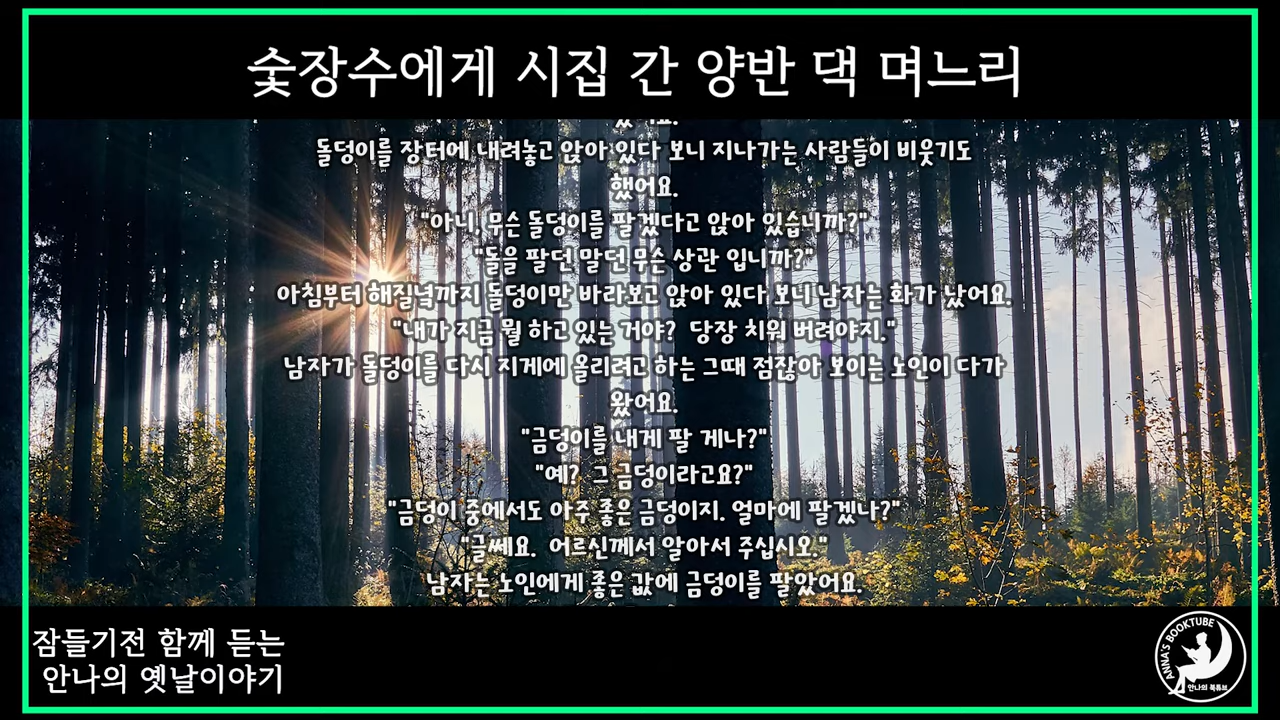 숯장수에게 시집 간 양반 댁 며느리
돌덩이를 장터에 내려놓고 앉아 있다 보니 지나가는 사람들이 비웃기도
했어요.
"아니, 무슨 돌덩이를 팔겠다고 앉아 있습니까?"
"돌을 팔던 말던 무슨 상관 입니까?"
아침부터 해질녘까지 돌덩이만 바라보고 앉아 있다 보니 남자는 화가 났어요.
"내가 지금 뭘 하고 있는 거야? 당장 치워 버려야지."
남자가 돌덩이를 다시 지게에 올리려고 하는 그때 점잖아 보이는 노인이 다가
왔어요.
"금덩이를 내게 팔 게나?"
"예? 그 금덩이라고요?"
"금덩이 중에서도 아주 좋은 금덩이지. 얼마에 팔겠나?"
"글쎄요. 어르신께서 알아서 주십시오."
남자는 노인에게 좋은 값에 금덩이를 팔았어요.
잠들기전 함께 듣는
안나의 옛날이야기
ANNA'S BOOKTUBE
안나의 북튜브